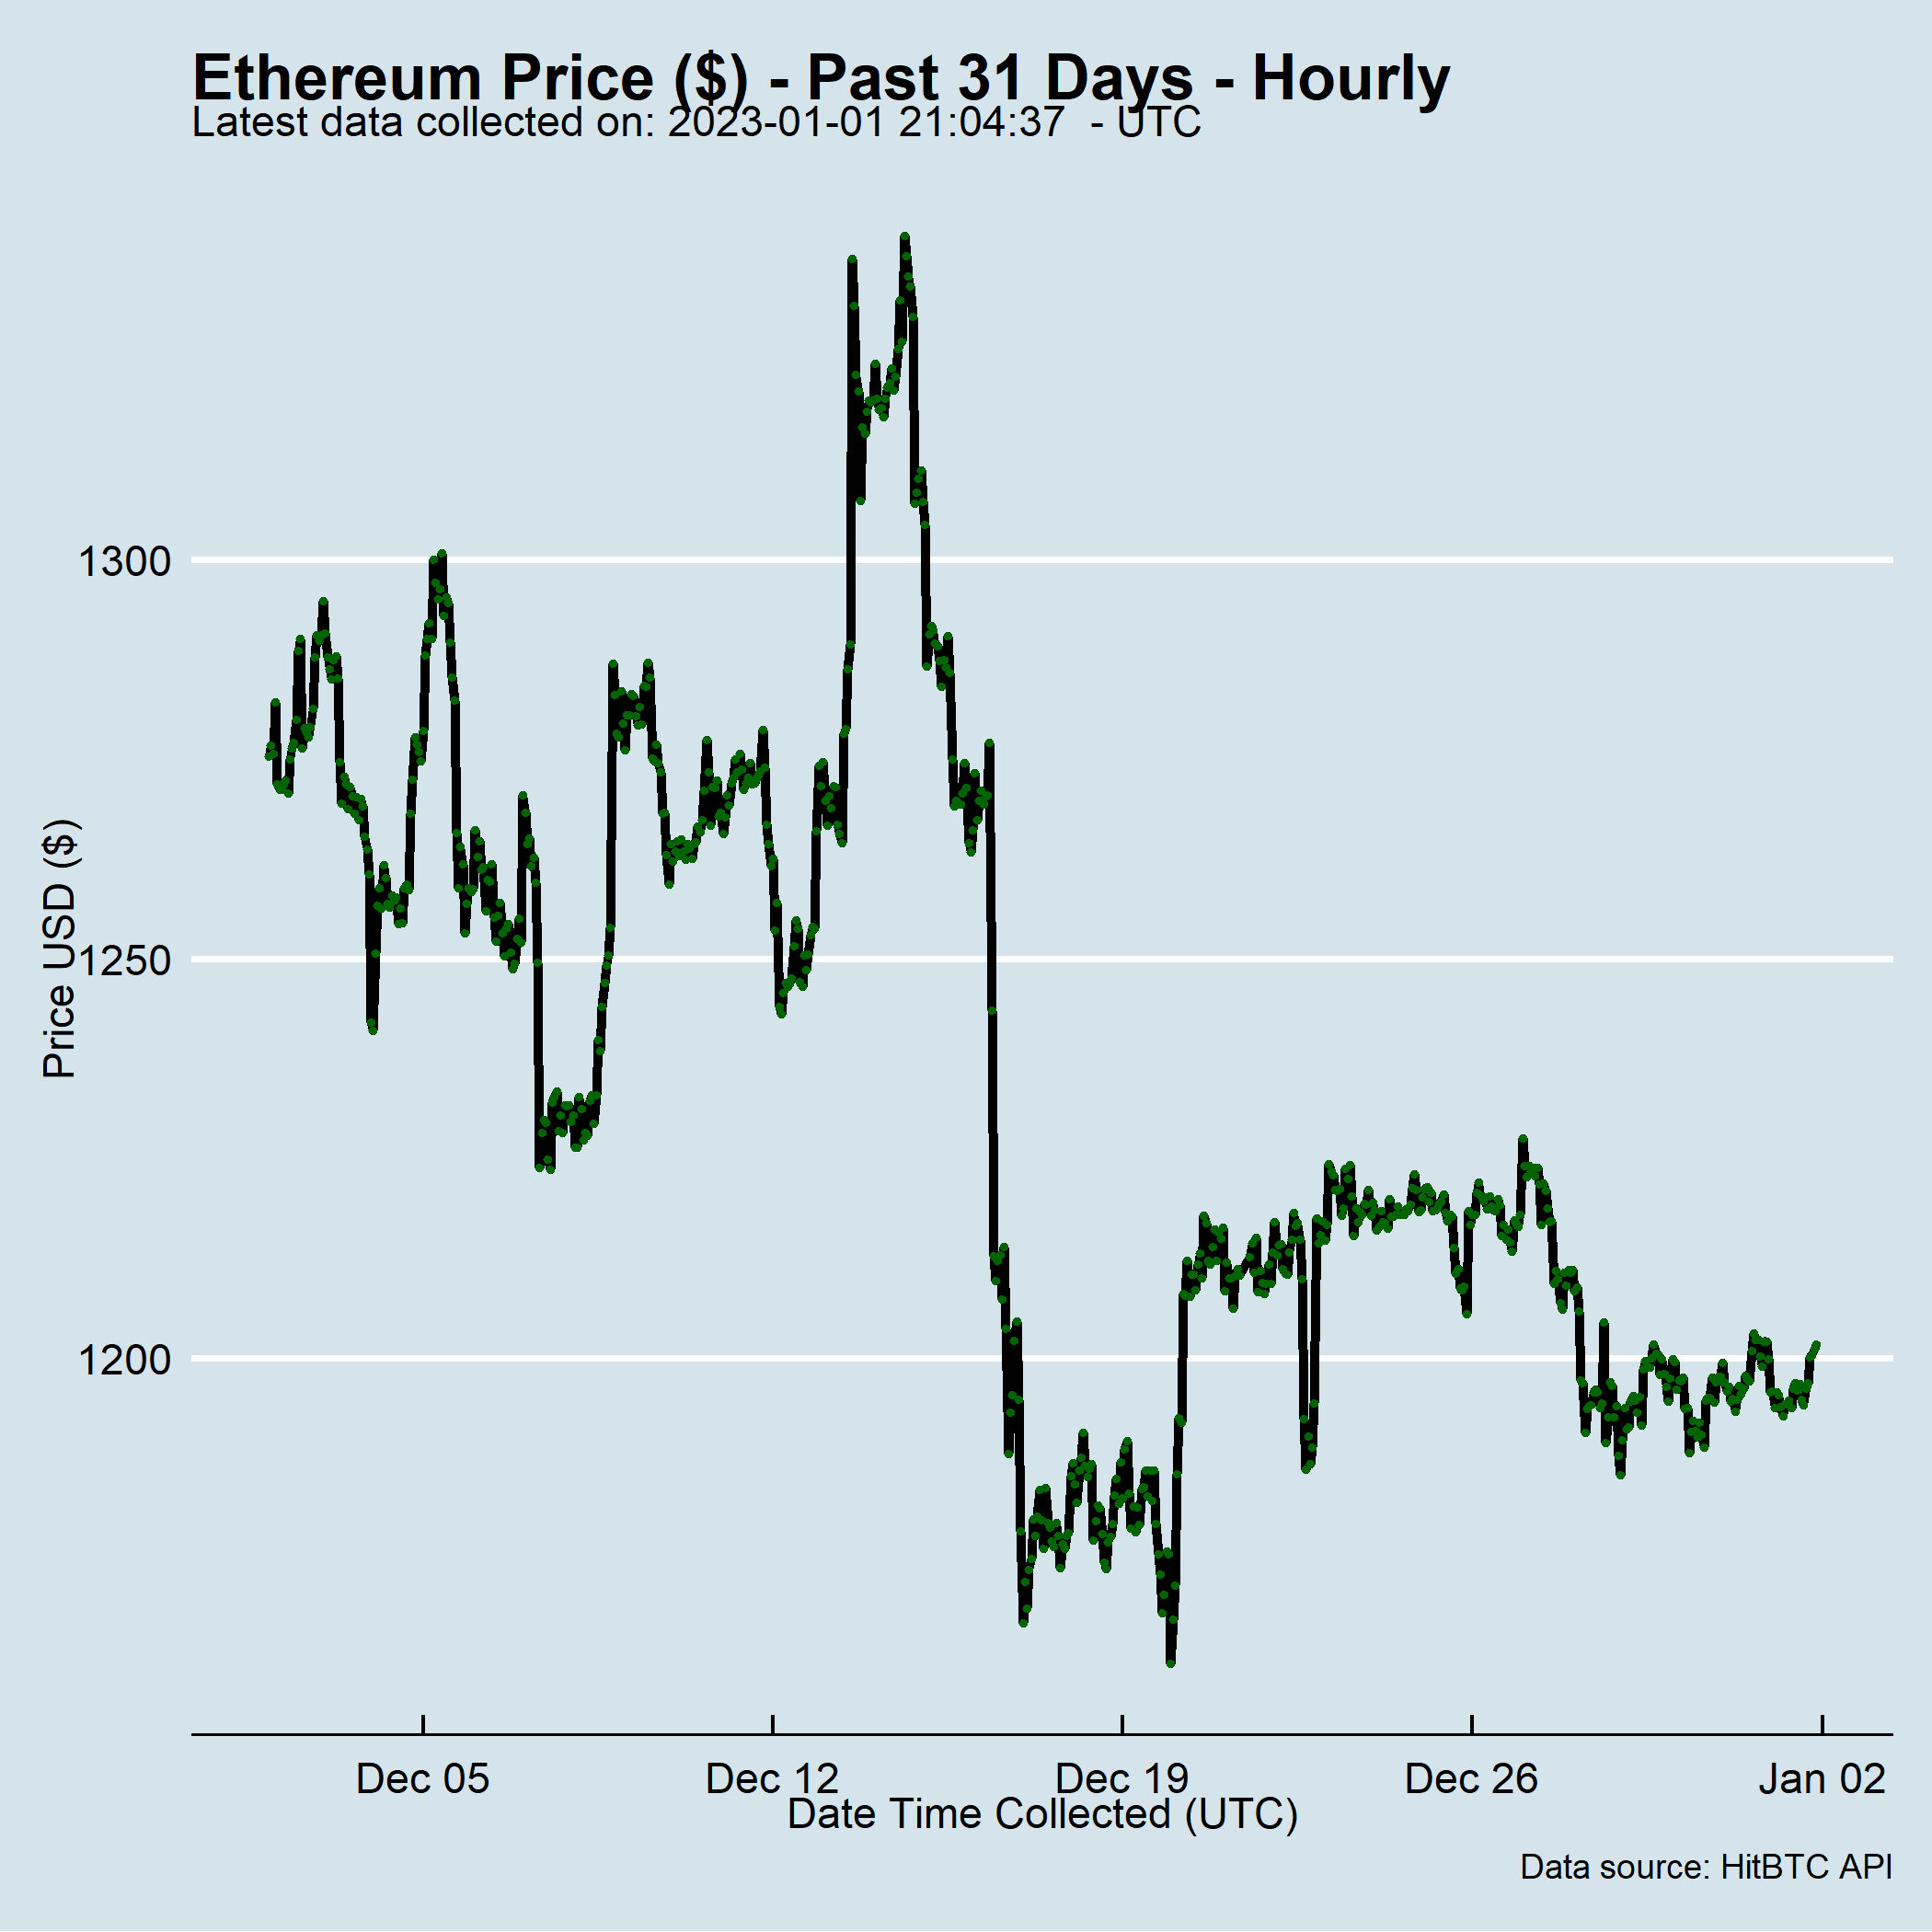 Ethereum Price ($) - Past 31 Days - Hourly
Latest data collected on: 2023-01-01 21:04:37  - UTC
1300
1250
1200
Price USD ($)
Dec 05
Dec 12
Dec 19
Dec 26
Jan 02
Date Time Collected (UTC)
Data source: HitBTC API